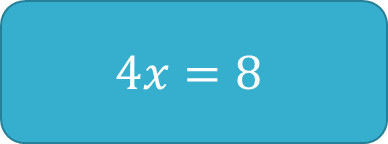 4x = 8